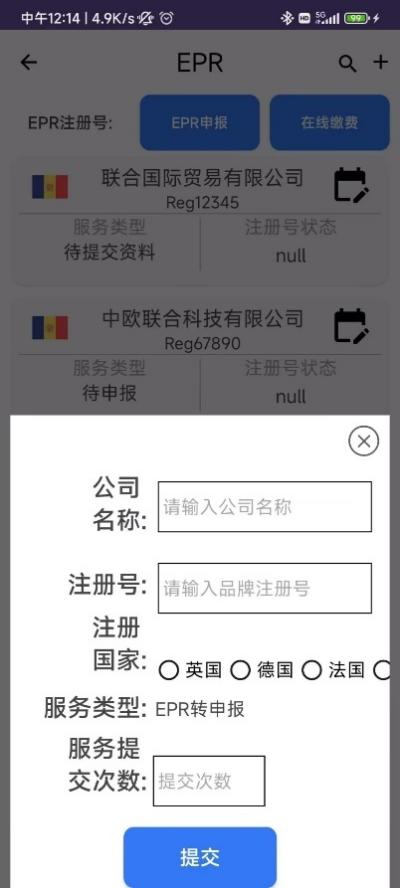 中午12:14 | 4.9K/s
5G
99
EPR
EPR注册号:
EPR申报
在线缴费
联合国际贸易有限公司
Reg12345
服务类型
注册号状态
待提交资料
null
中欧联合科技有限公司
Reg67890
服务类型
注册号状态
待申报
null
公司
名称:
请输入公司名称
注册号:
请输入品牌注册号
注册
国家:
英国
德国
法国
服务类型:
EPR转申报
服务提
交次数:
提交次数
提交